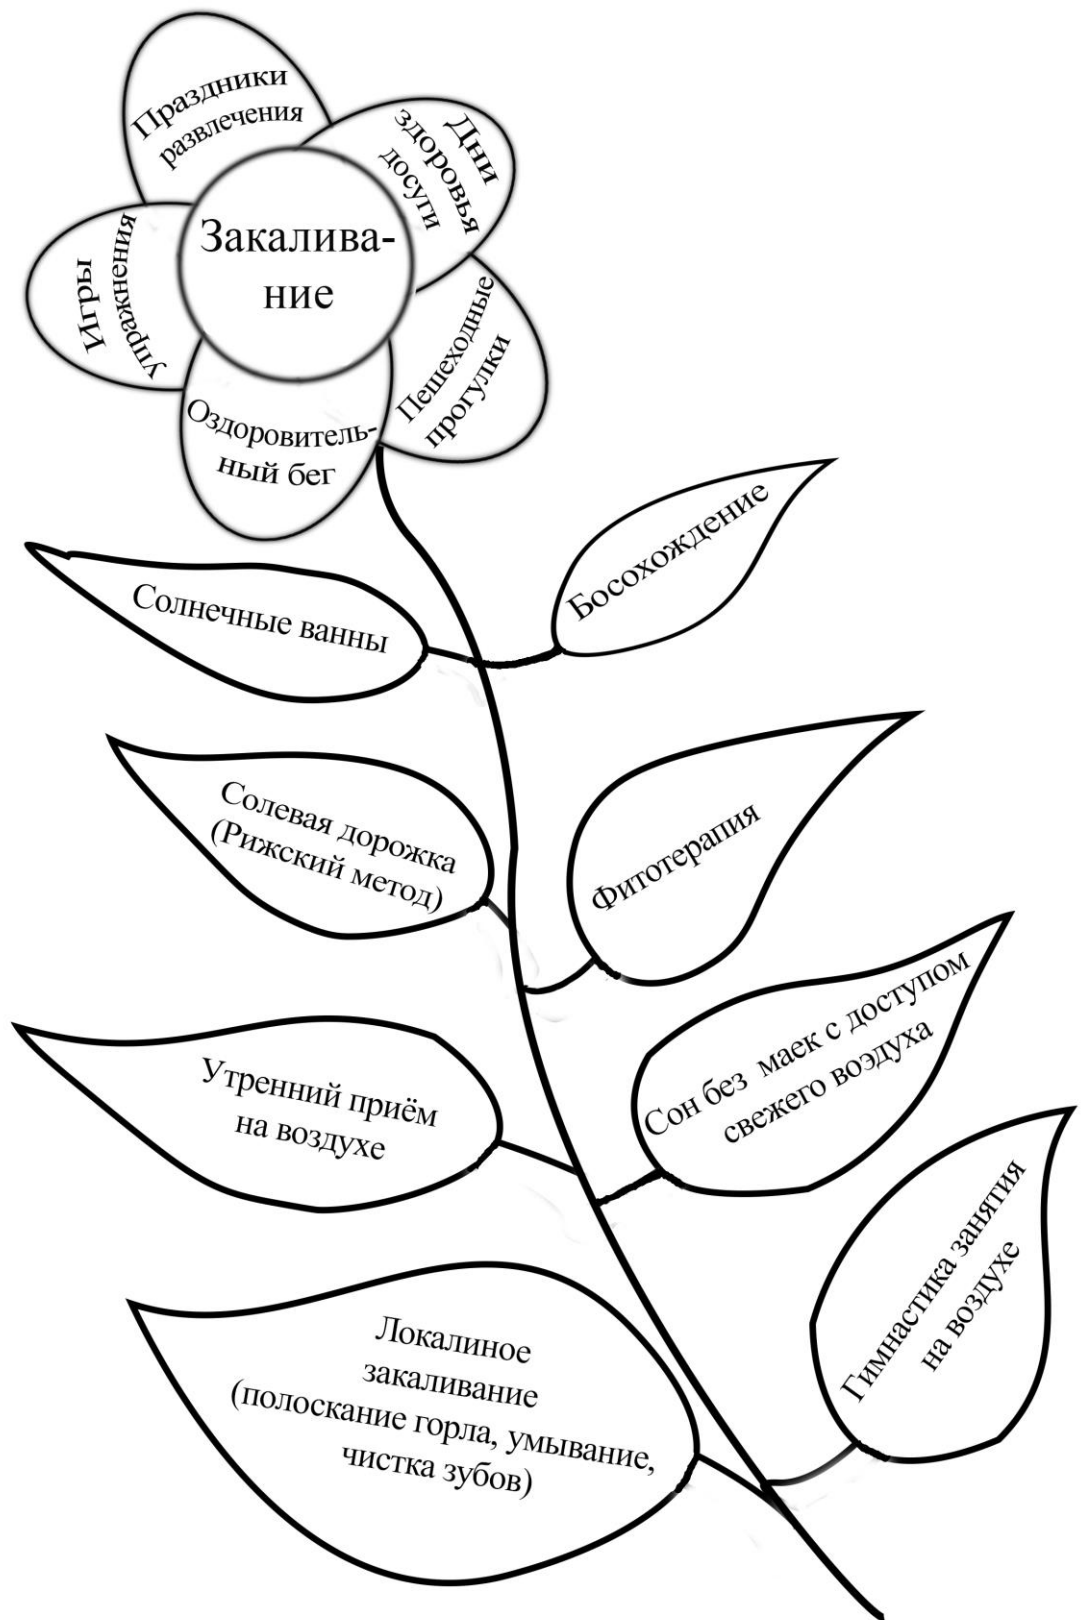 Праздники
развлечения
Дни
здоровья
досуги
Закалива-
ние
Игры
упражнения
Пешеходные
прогулки
Оздоровитель-
ный бег
Босохождение
Солнечные ванны
Солевая дорожка
(Рижский метод)
Фитотерапия
Сон без маек с доступом
свежего воэдуха
Утренний приём
на воздухе
Гимнастика занятия
на воздухе
Локалиное
закаливание
(полоскание горла, умывание,
чистка зубов)